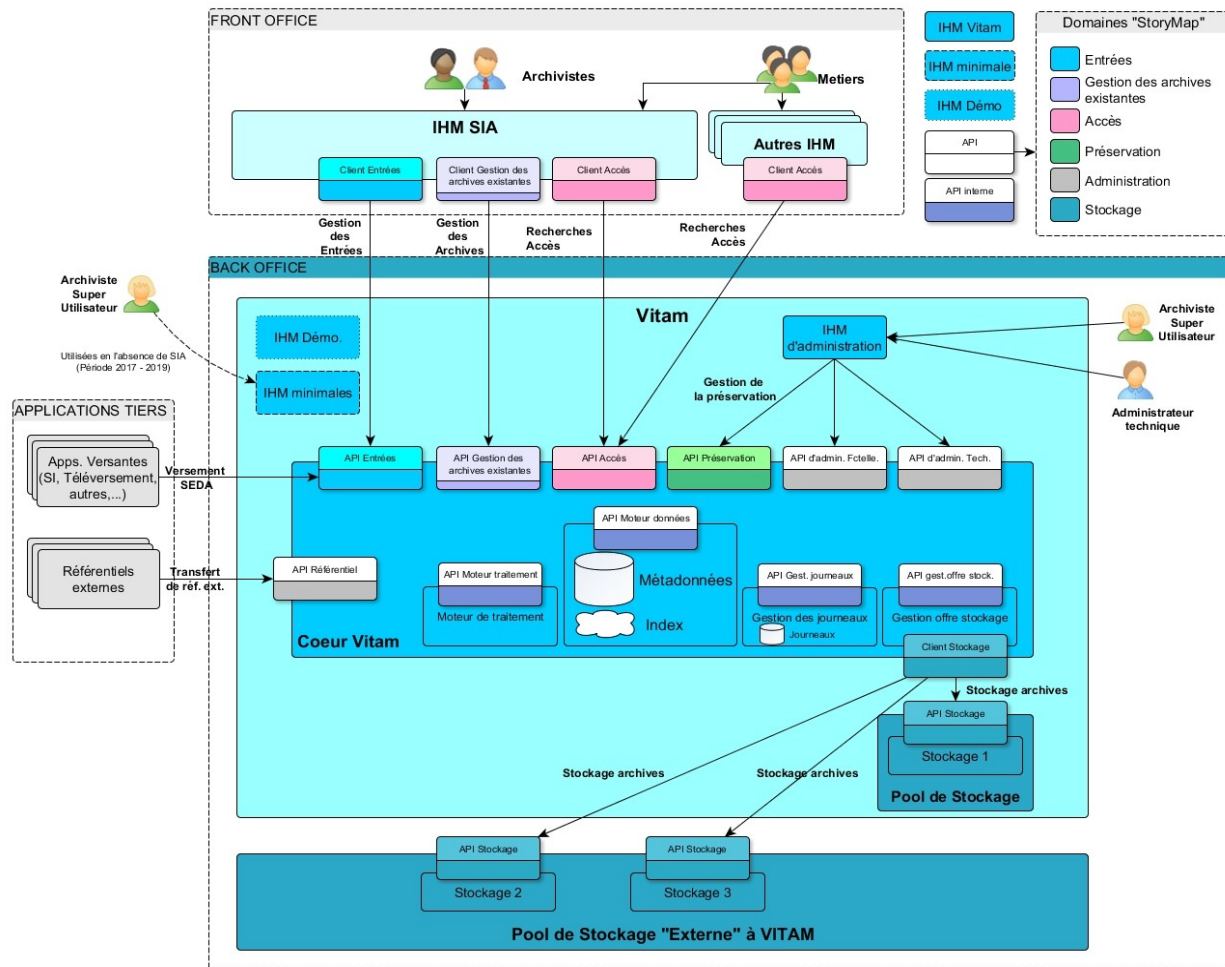 FRONT OFFICE
Archivistes
Metiers
IHM SIA
Autres IHM
Client Entrées
Client Gestion des
archives existantes
Client Accès
Client Accès
IHM Vitam
IHM minimale
IHM Démo
API
API interne
Domaines "StoryMap"
Entrées
Gestion des archives
existantes
Accès
Préservation
Administration
Stockage
Gestion
des
Entrées
Gestion
des
Archives
Recherches
Accès
Recherches
Accès
BACK OFFICE
Archiviste
Super
Utilisateur
Utilisées en l'absence de SIA
(Période 2017 - 2019)
Vitam
IHM Démo.
IHM minimales
IHM
d'administration
Archiviste
Super
Utilisateur
Administrateur
technique
Gestion de
la préservation
APPLICATIONS TIERS
Apps. Versantes
(SI, Téléversement,
autres,...)
Versement
SEDA
Référentiels
externes
Transfért
de réf. ext.
API Entrées
API Gestion des
archives existantes
API Accès
API Préservation
API d'admin. Fctelle.
API d'admin. Tech.
API Référentiel
API Moteur traitement
Moteur de traitement
API Moteur données
Métadonnées
Index
API Gest. journeaux
Gestion des journaux
Journeaux
API gest.offre stock.
Gestion offre stockage
Coeur Vitam
Client Stockage
Stockage archives
API Stockage
Stockage 1
Pool de Stockage
Stockage archives
Stockage archives
API Stockage
Stockage 2
API Stockage
Stockage 3
Pool de Stockage "Externe" à VITAM